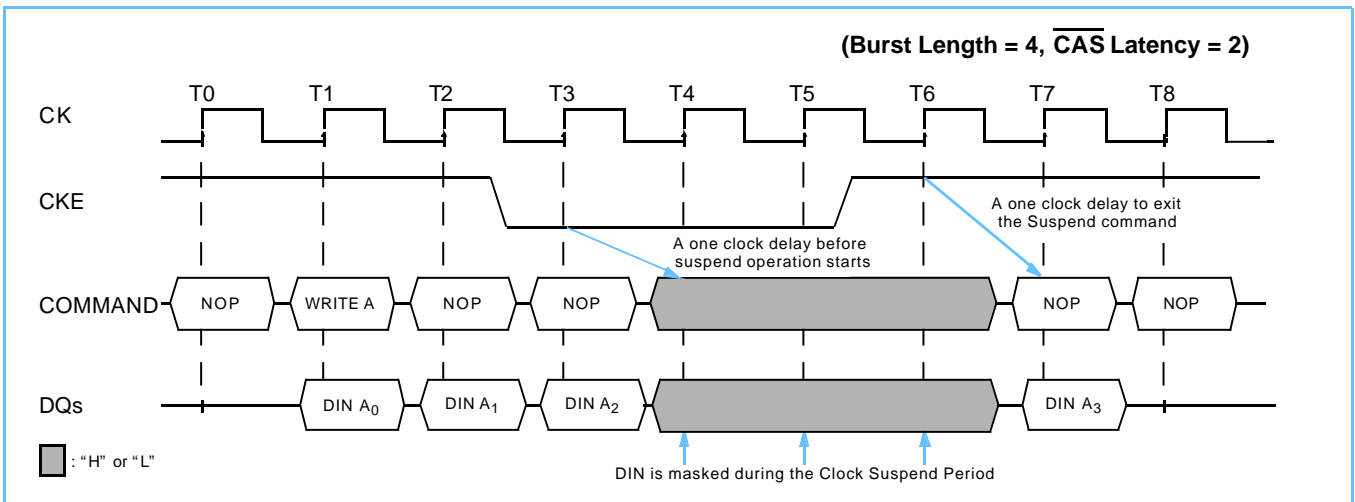 (Burst Length = 4, CAS Latency = 2)
T0 T1 T2 T3 T4 T5 T6 T7 T8
CK
CKE
A one clock delay to exit
the Suspend command
A one clock delay before
suspend operation starts
COMMAND NOP WRITE A NOP NOP NOP NOP
DQs DIN A₀ DIN A₁ DIN A₂ DIN A₃
: “H” or “L”
DIN is masked during the Clock Suspend Period